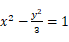 x² − y²/3 = 1